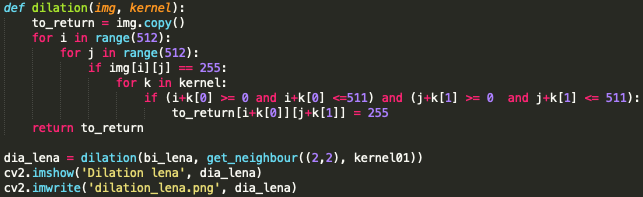 def dilation(img, kernel):
    to_return = img.copy()
    for i in range(512):
        for j in range(512):
            if img[i][j] == 255:
                for k in kernel:
                    if (i+k[0] >= 0 and i+k[0] <=511) and (j+k[1] >= 0  and j+k[1] <= 511):
                        to_return[i+k[0]][j+k[1]] = 255
    return to_return

dia_lena = dilation(bi_lena, get_neighbour((2,2), kernel01))
cv2.imshow('Dilation lena', dia_lena)
cv2.imwrite('dilation_lena.png', dia_lena)